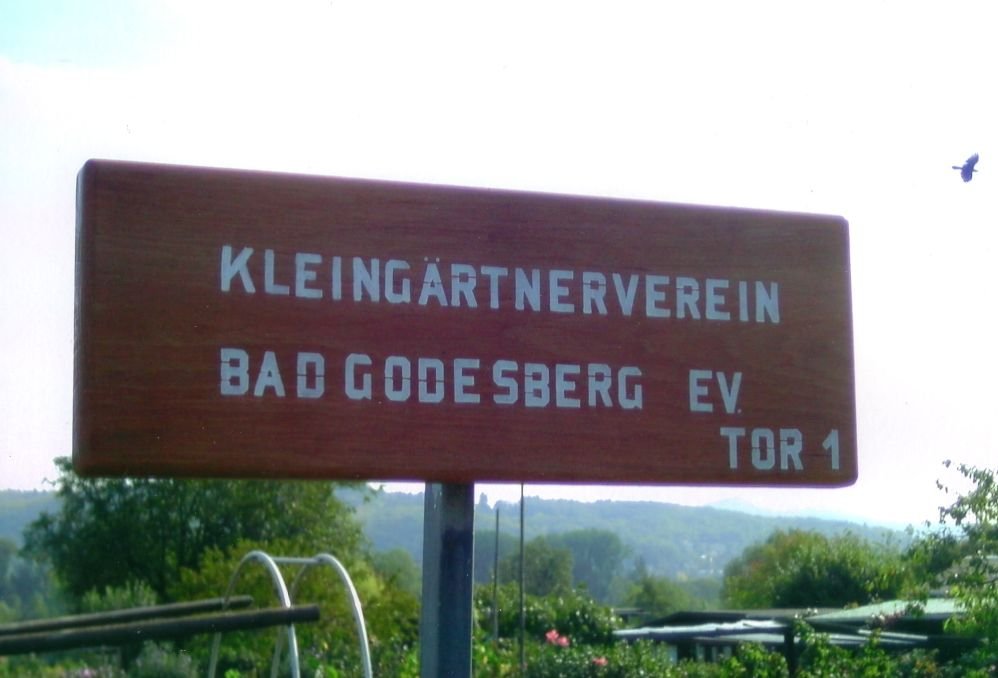 KLEINGÄRTNERVEREIN
BAD GODESBERG EV.
TOR 1